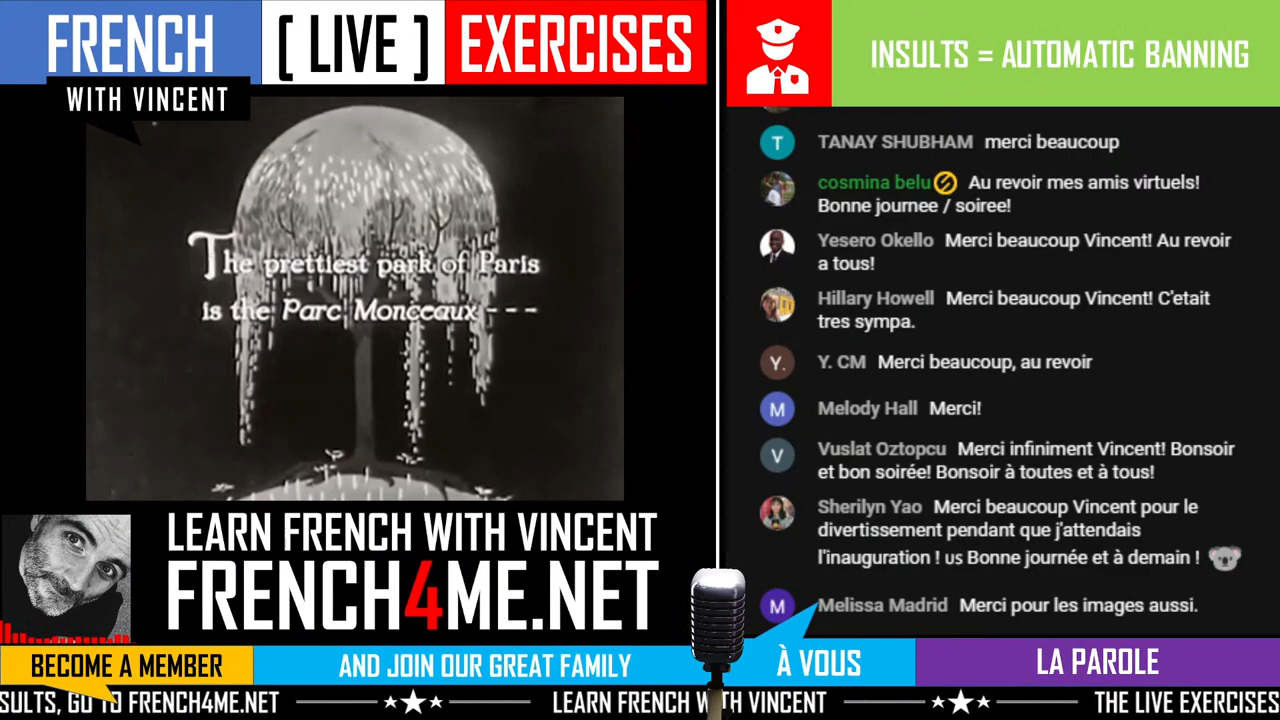 FRENCH
WITH VINCENT
[ LIVE ]
EXERCISES
INSULTS = AUTOMATIC BANNING
The prettiest park of Paris
is the Parc Monceaux ---
T
TANAY SHUBHAM merci beaucoup
cosmina belu Au revoir mes amis virtuels!
Bonne journee / soiree!
Yesero Okello Merci beaucoup Vincent! Au revoir
a tous!
Hillary Howell Merci beaucoup Vincent! C'etait
tres sympa.
Y.
Y. CM Merci beaucoup, au revoir
M
Melody Hall Merci!
V
Vuslat Oztopcu Merci infiniment Vincent! Bonsoir
et bon soirée! Bonsoir à toutes et à tous!
Sherilyn Yao Merci beaucoup Vincent pour le
divertissement pendant que j'attendais
l'inauguration ! US Bonne journée et à demain !
M
Melissa Madrid Merci pour les images aussi.
LEARN FRENCH WITH VINCENT
FRENCH4ME.NET
BECOME A MEMBER
AND JOIN OUR GREAT FAMILY
À VOUS
LA PAROLE
SULTS, GO TO FRENCH4ME.NET
LEARN FRENCH WITH VINCENT
THE LIVE EXERCISES